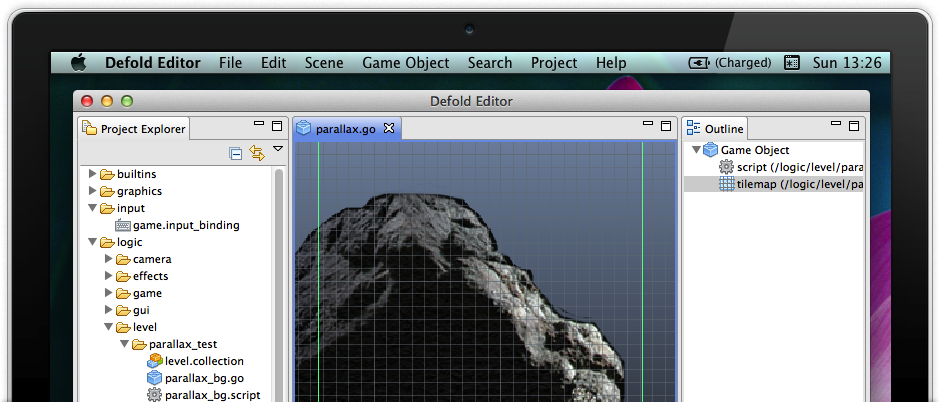 Defold Editor File Edit Scene Game Object Search Project Help (Charged) Sun 13:26
Defold Editor
Project Explorer
builtins
graphics
input
game.input_binding
logic
camera
effects
game
gui
level
parallax_test
level.collection
parallax_bg.go
parallax_bg.script
parallax.go
Outline
Game Object
script (/logic/level/para
tilemap (/logic/level/pa